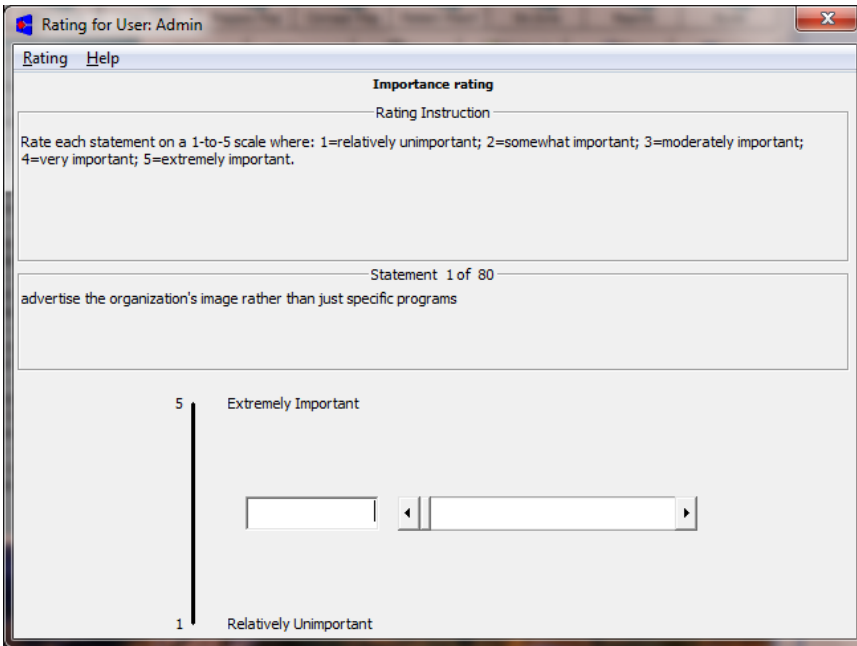 Rating for User: Admin
Rating Help
Importance rating
Rating Instruction
Rate each statement on a 1-to-5 scale where: 1=relatively unimportant; 2=somewhat important; 3=moderately important;
4=very important; 5=extremely important.
Statement 1 of 80
advertise the organization's image rather than just specific programs
5 Extremely Important
1 Relatively Unimportant